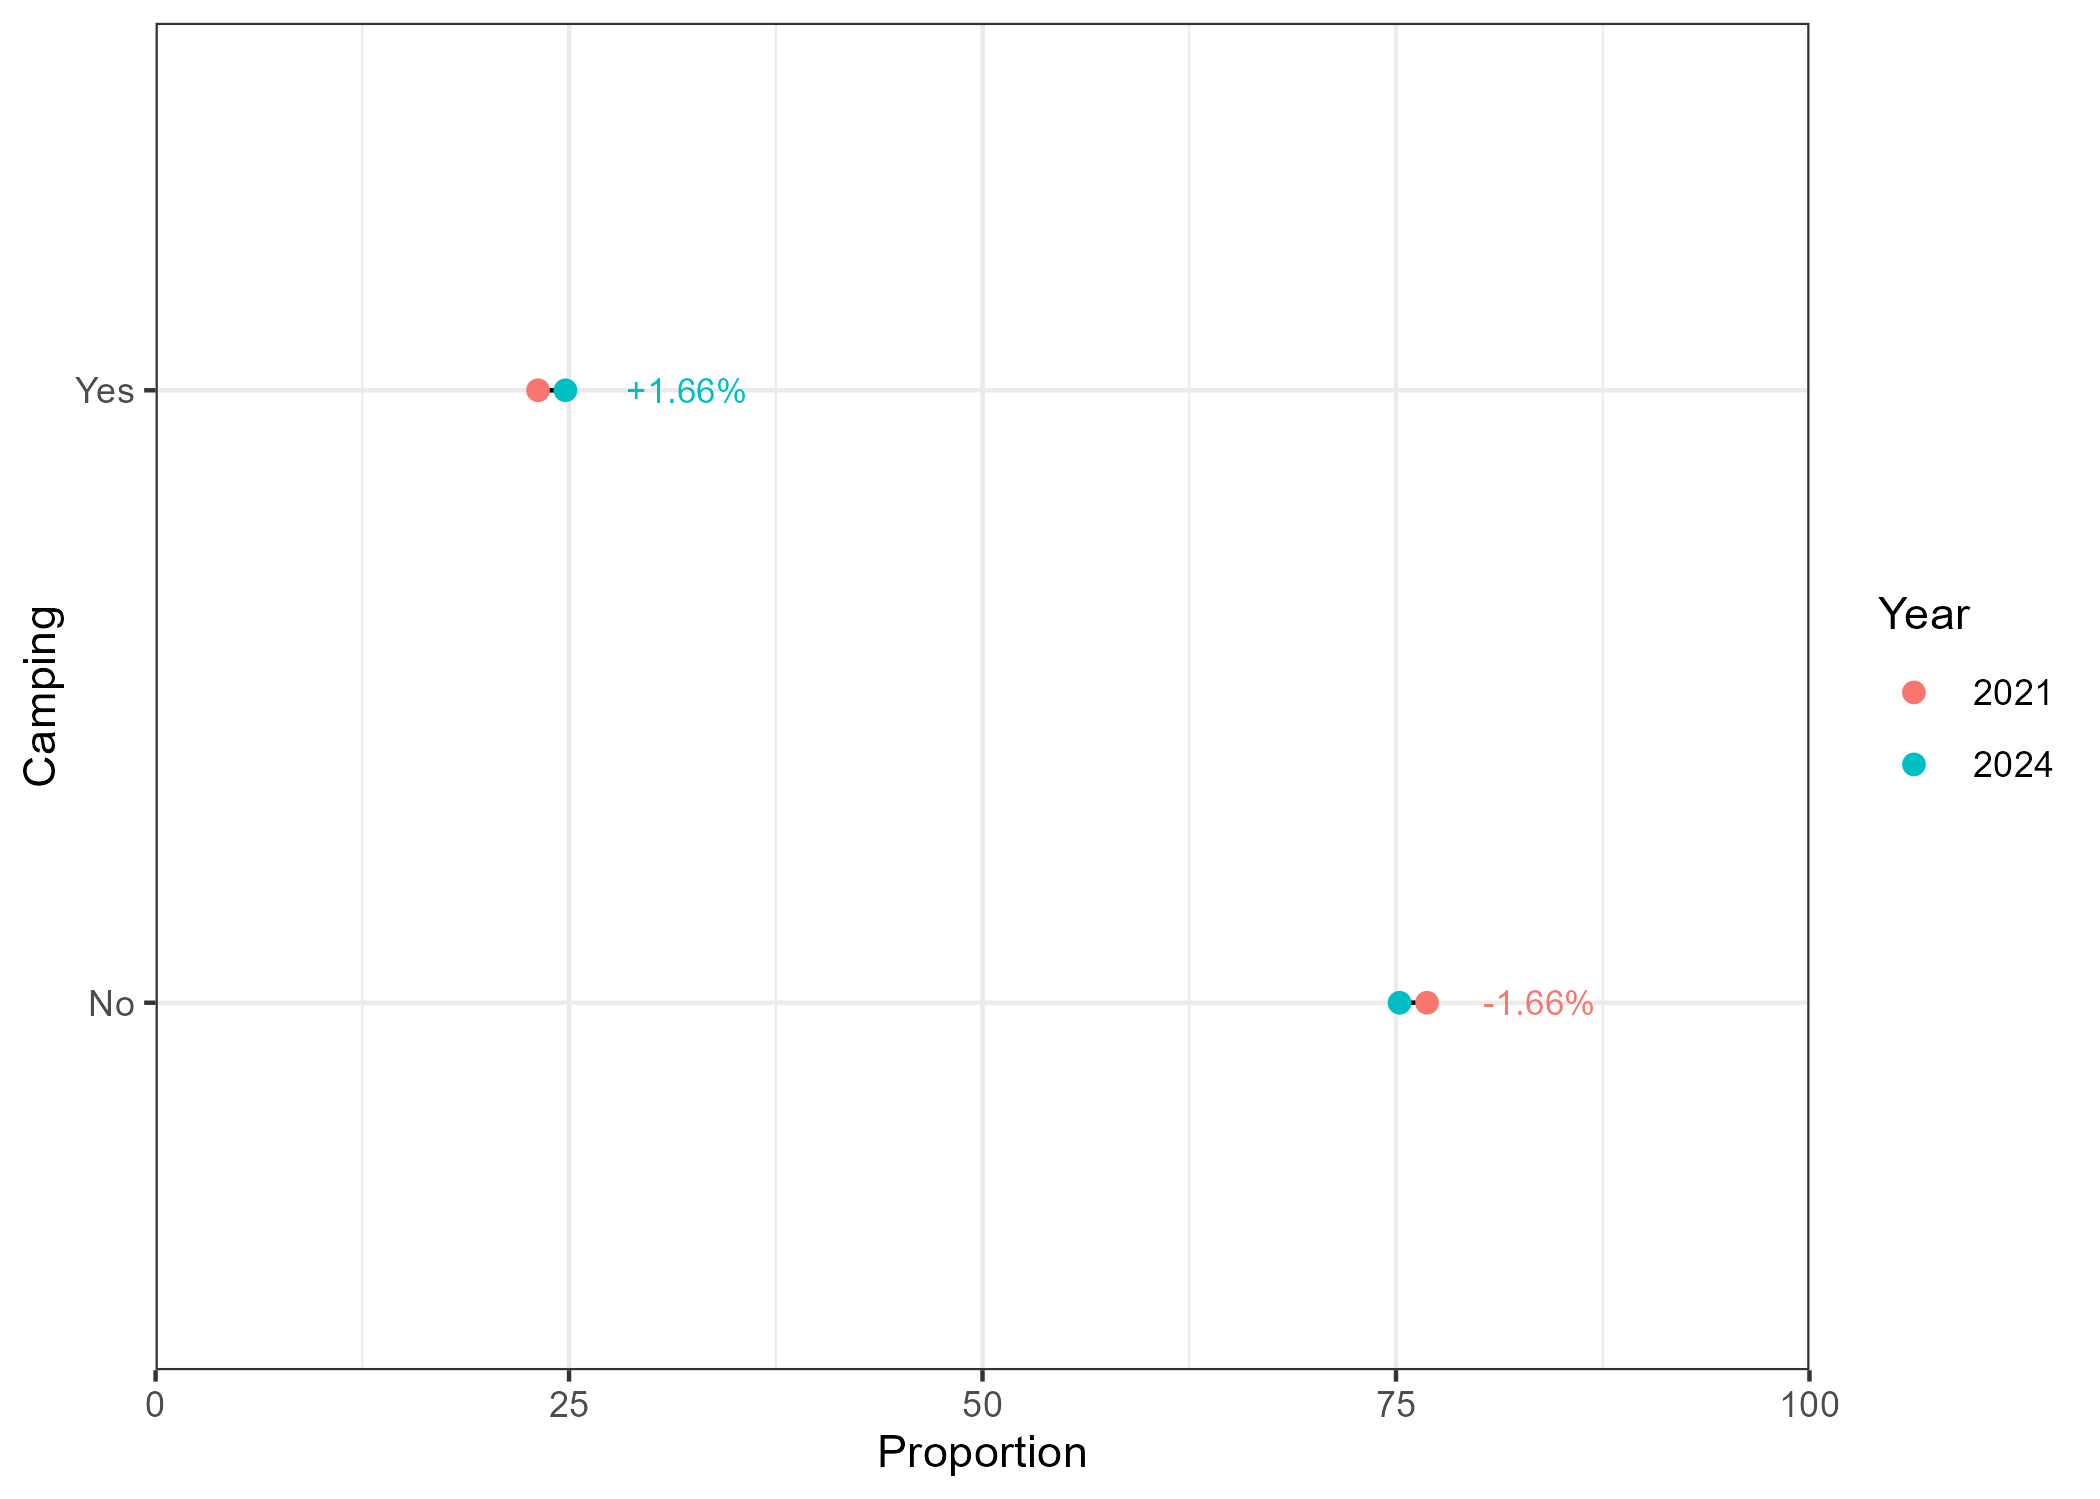 Camping
Yes
No
+1.66%
-1.66%
0
25
50
75
100
Proportion
Year
2021
2024